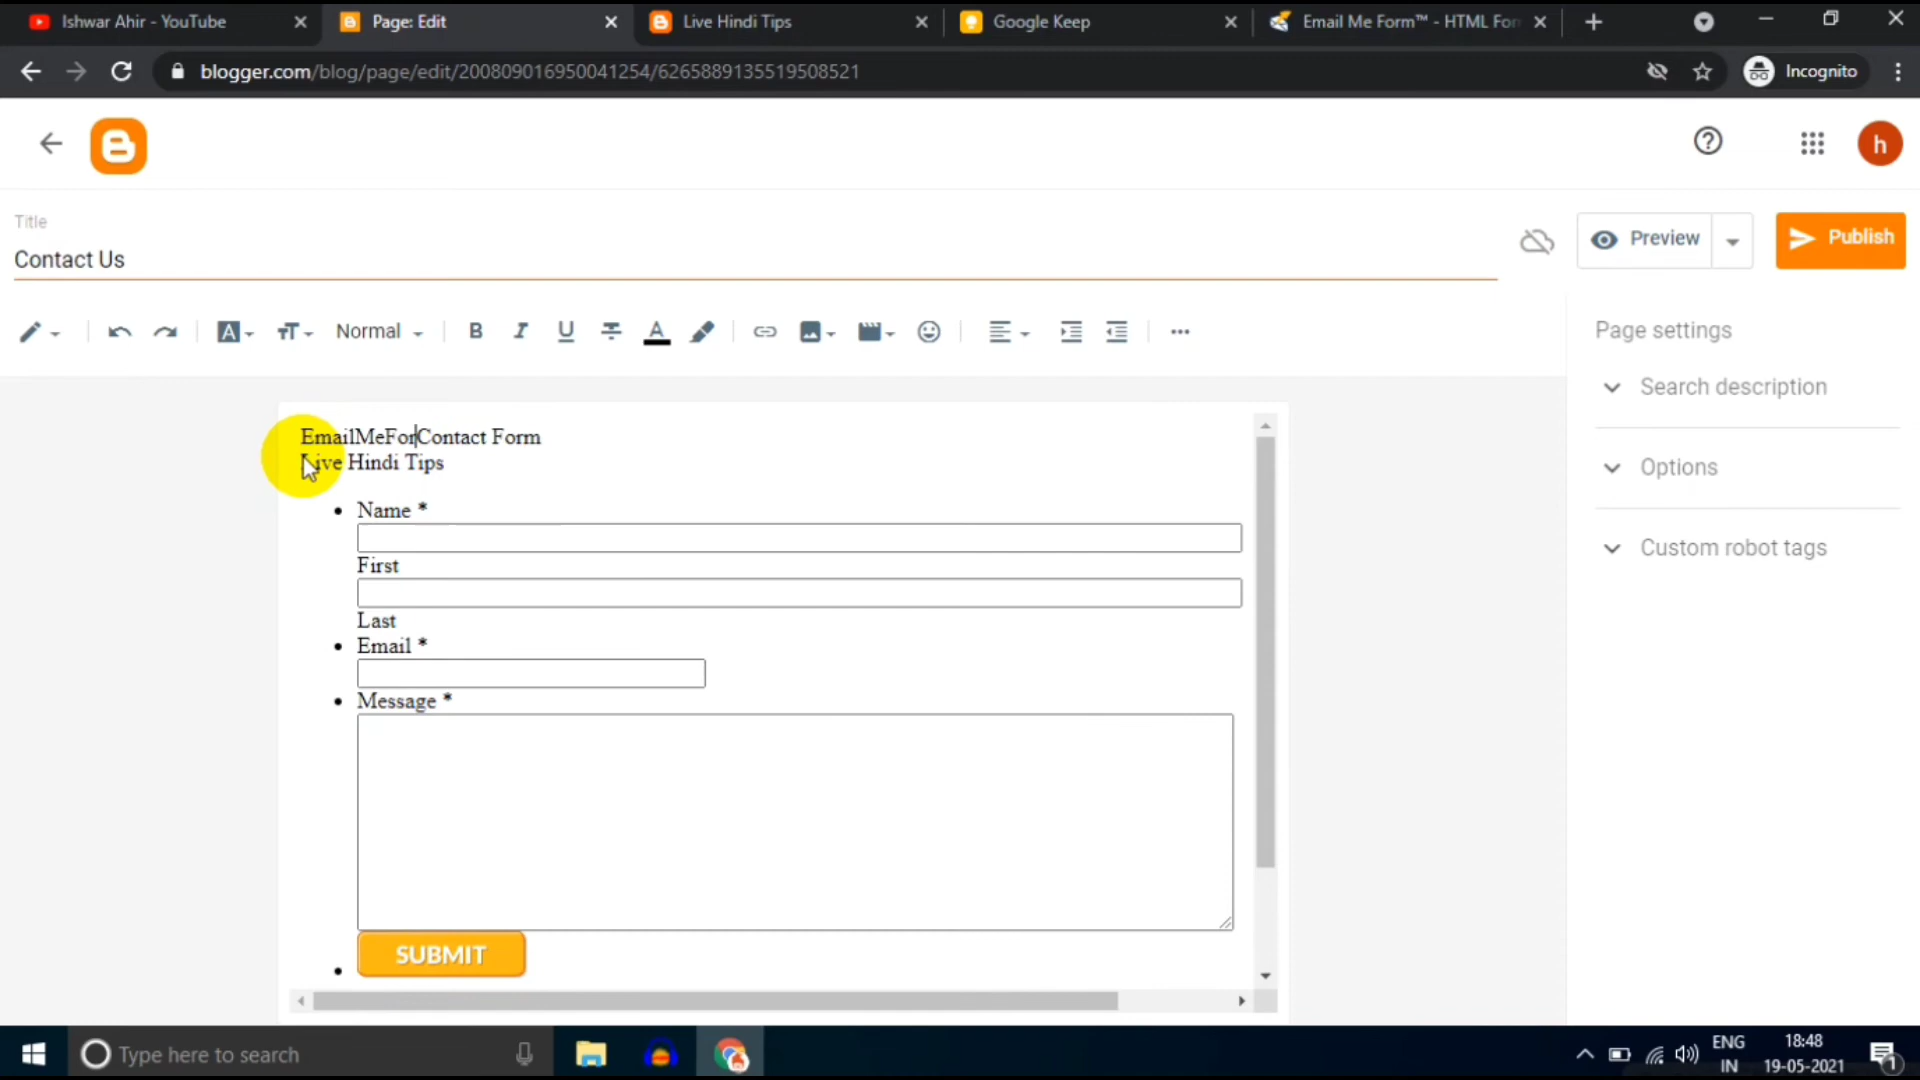 Ishwar Ahir - YouTube
Page: Edit
Live Hindi Tips
Google Keep
Email Me Form™ - HTML For
blogger.com/blog/page/edit/200809016950041254/6265889135519508521
Incognito
h
Title
Contact Us
Preview
Publish
Normal
B I U A
Page settings
Search description
Options
Custom robot tags
EmailMeForContact Form
Live Hindi Tips
Name *
First
Last
Email *
Message *
SUBMIT
Type here to search
ENG
IN
18:48
19-05-2021
1